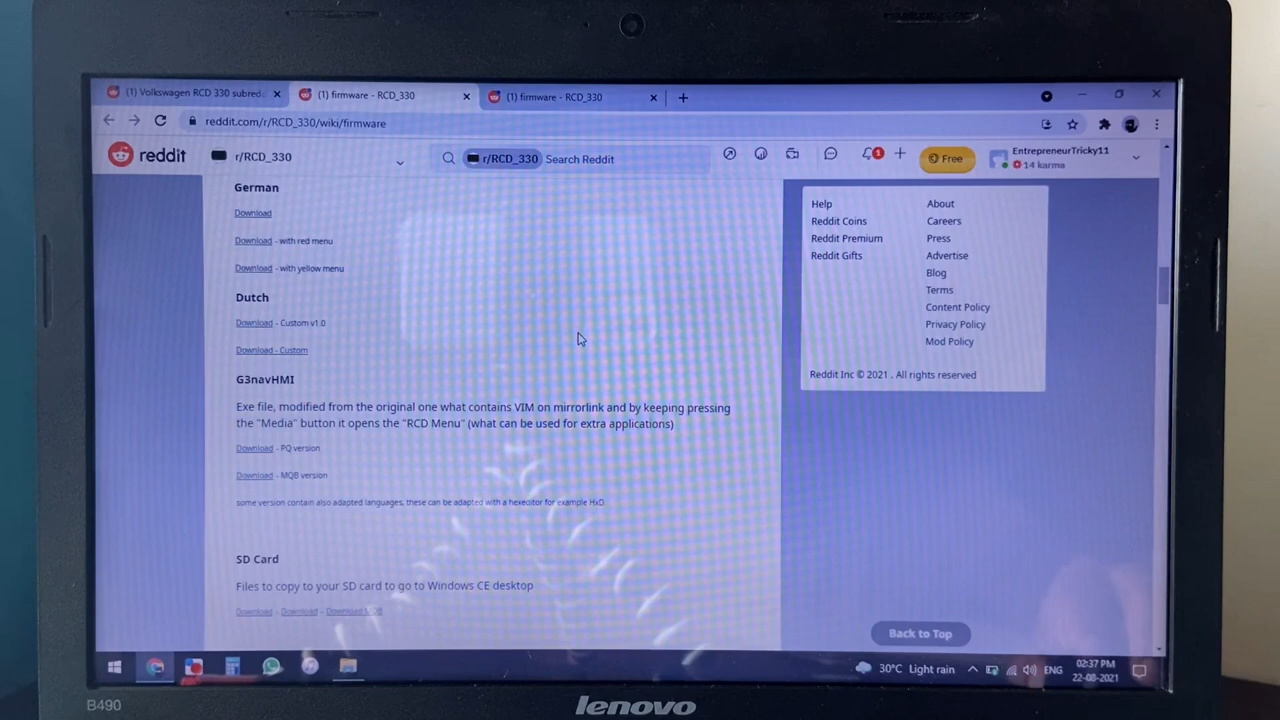 (1) Volkswagen RCD 330 subred
(1) firmware - RCD_330
(1) firmware - RCD_330
reddit.com/r/RCD_330/wiki/firmware
reddit
r/RCD_330
r/RCD_330 Search Reddit
1
Free
EntrepreneurTricky11
14 karma
German
Download
Download - with red menu
Download - with yellow menu
Dutch
Download - Custom v1.0
Download - Custom
G3navHMI
Exe file, modified from the original one what contains VIM on mirrorlink and by keeping pressing
the "Media" button it opens the "RCD Menu" (what can be used for extra applications)
Download - PQ version
Download - MQB version
some version contain also adapted languages, these can be adapted with a hexeditor for example HxD
SD Card
Files to copy to your SD card to go to Windows CE desktop
Download - Download - Download MQB
Help
About
Reddit Coins
Careers
Reddit Premium
Press
Reddit Gifts
Advertise
Blog
Terms
Content Policy
Privacy Policy
Mod Policy
Reddit Inc © 2021 . All rights reserved
Back to Top
30°C Light rain
ENG
02:37 PM
22-08-2021
B490
lenovo